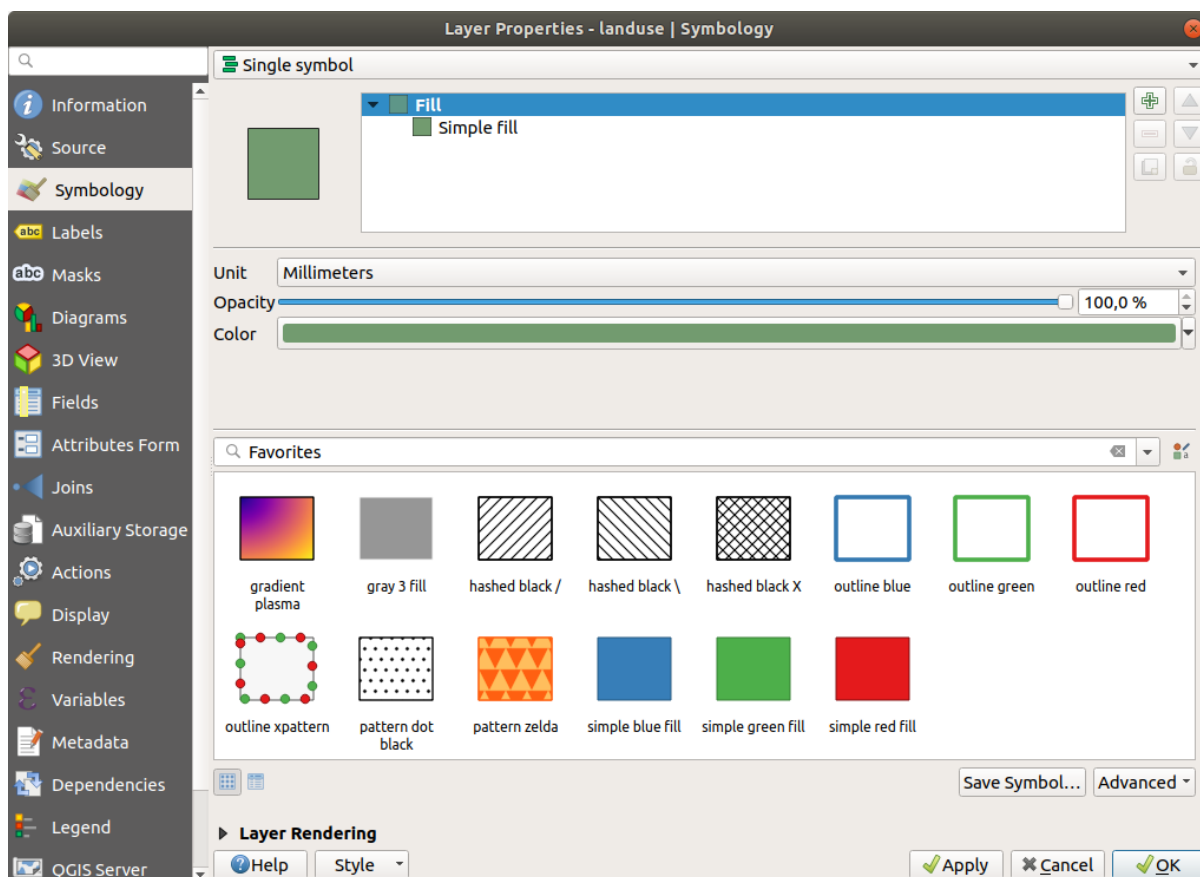 Layer Properties - landuse | Symbology
Single symbol
Information
Source
Symbology
Labels
Masks
Diagrams
3D View
Fields
Attributes Form
Joins
Auxiliary Storage
Actions
Display
Rendering
Variables
Metadata
Dependencies
Legend
QGIS Server
abc
abc
Fill
Simple fill
Unit Millimeters
Opacity 100,0 %
Color
Favorites
gradient plasma
gray 3 fill
hashed black /
hashed black \
hashed black X
outline blue
outline green
outline red
outline xpattern
pattern dot black
pattern zelda
simple blue fill
simple green fill
simple red fill
Save Symbol... Advanced
Layer Rendering
Help Style Apply Cancel OK